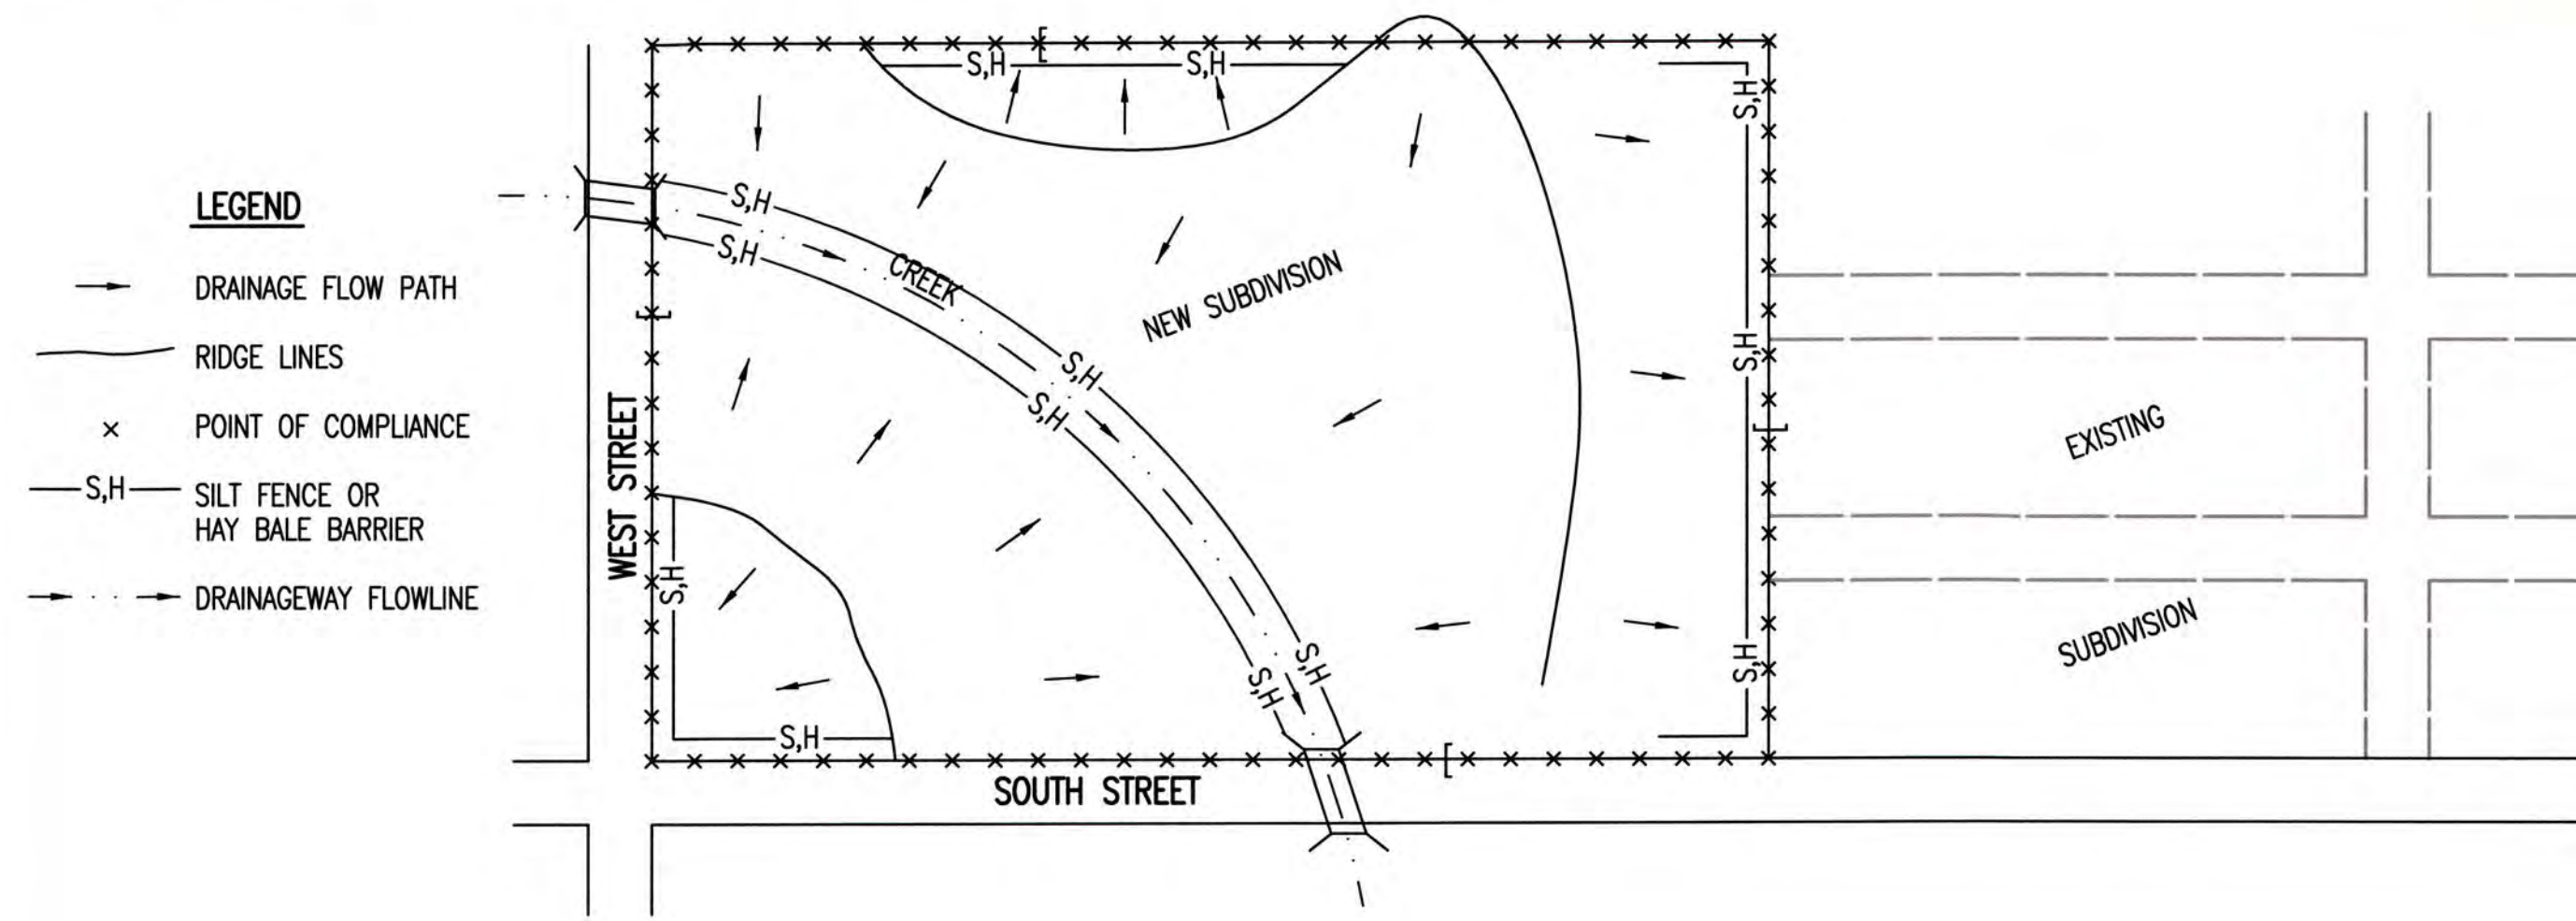 LEGEND
DRAINAGE FLOW PATH
RIDGE LINES
POINT OF COMPLIANCE
S,H
SILT FENCE OR
HAY BALE BARRIER
DRAINAGEWAY FLOWLINE
S,H
S,H
S,H
S,H
S,H
CREEK
NEW SUBDIVISION
S,H
S,H
S,H
WEST STREET
EXISTING
S,H
SUBDIVISION
S,H
S,H
S,H
S,H
SOUTH STREET